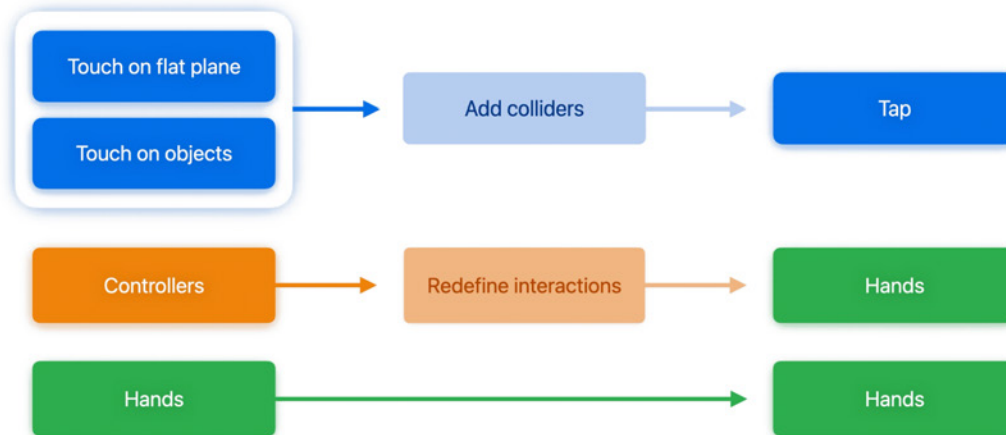 Touch on flat plane
Touch on objects
Add colliders
Tap
Controllers
Redefine interactions
Hands
Hands
Hands